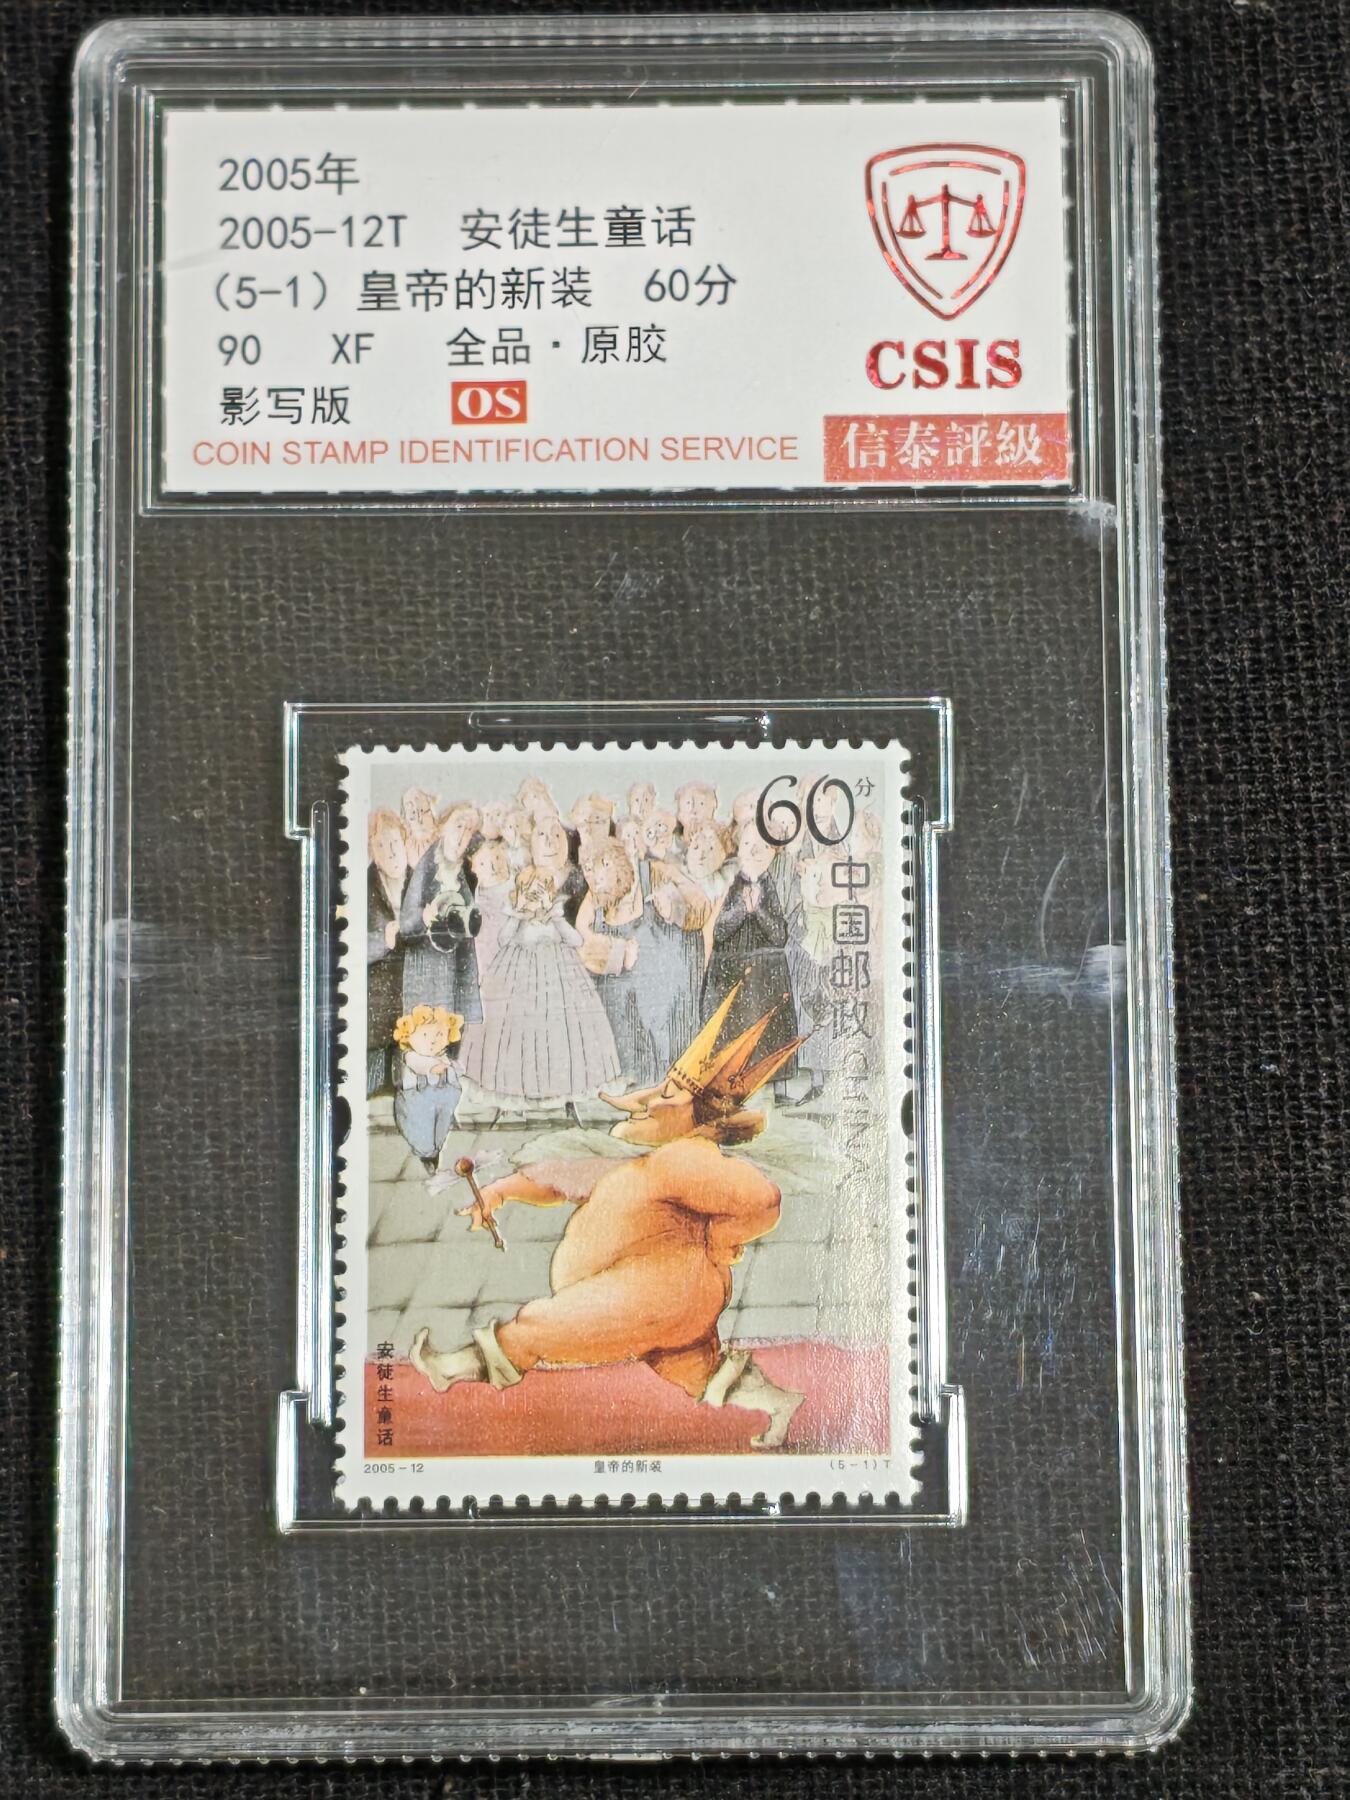 2005年
2005-12T 安徒生童话
(5-1) 皇帝的新装 60分
90 XF 全品·原胶
影写版 OS
COIN STAMP IDENTIFICATION SERVICE
CSIS
信泰評級
60分
中国邮政 CHINA
安徒生童话
2005-12 皇帝的新装 (5-1)T